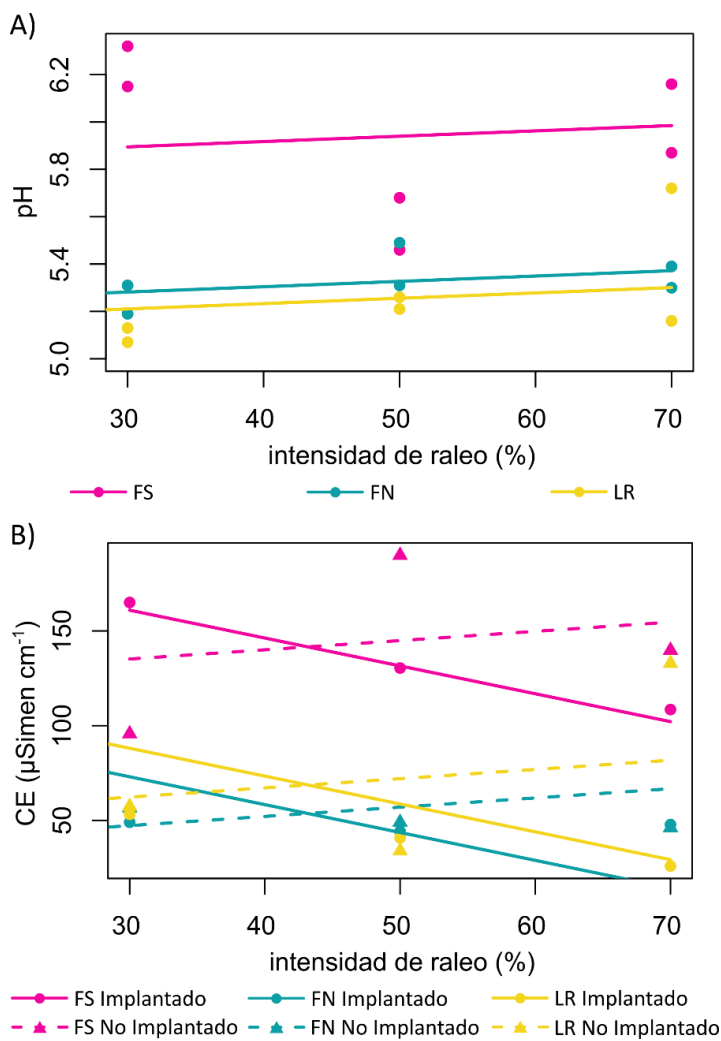 A)
6.2
5.8
5.4
5.0
pH
30 40 50 60 70
intensidad de raleo (%)
FS FN LR
B)
150
100
50
CE (µSimen cm⁻¹)
30 40 50 60 70
intensidad de raleo (%)
FS Implantado FN Implantado LR Implantado
FS No Implantado FN No Implantado LR No Implantado